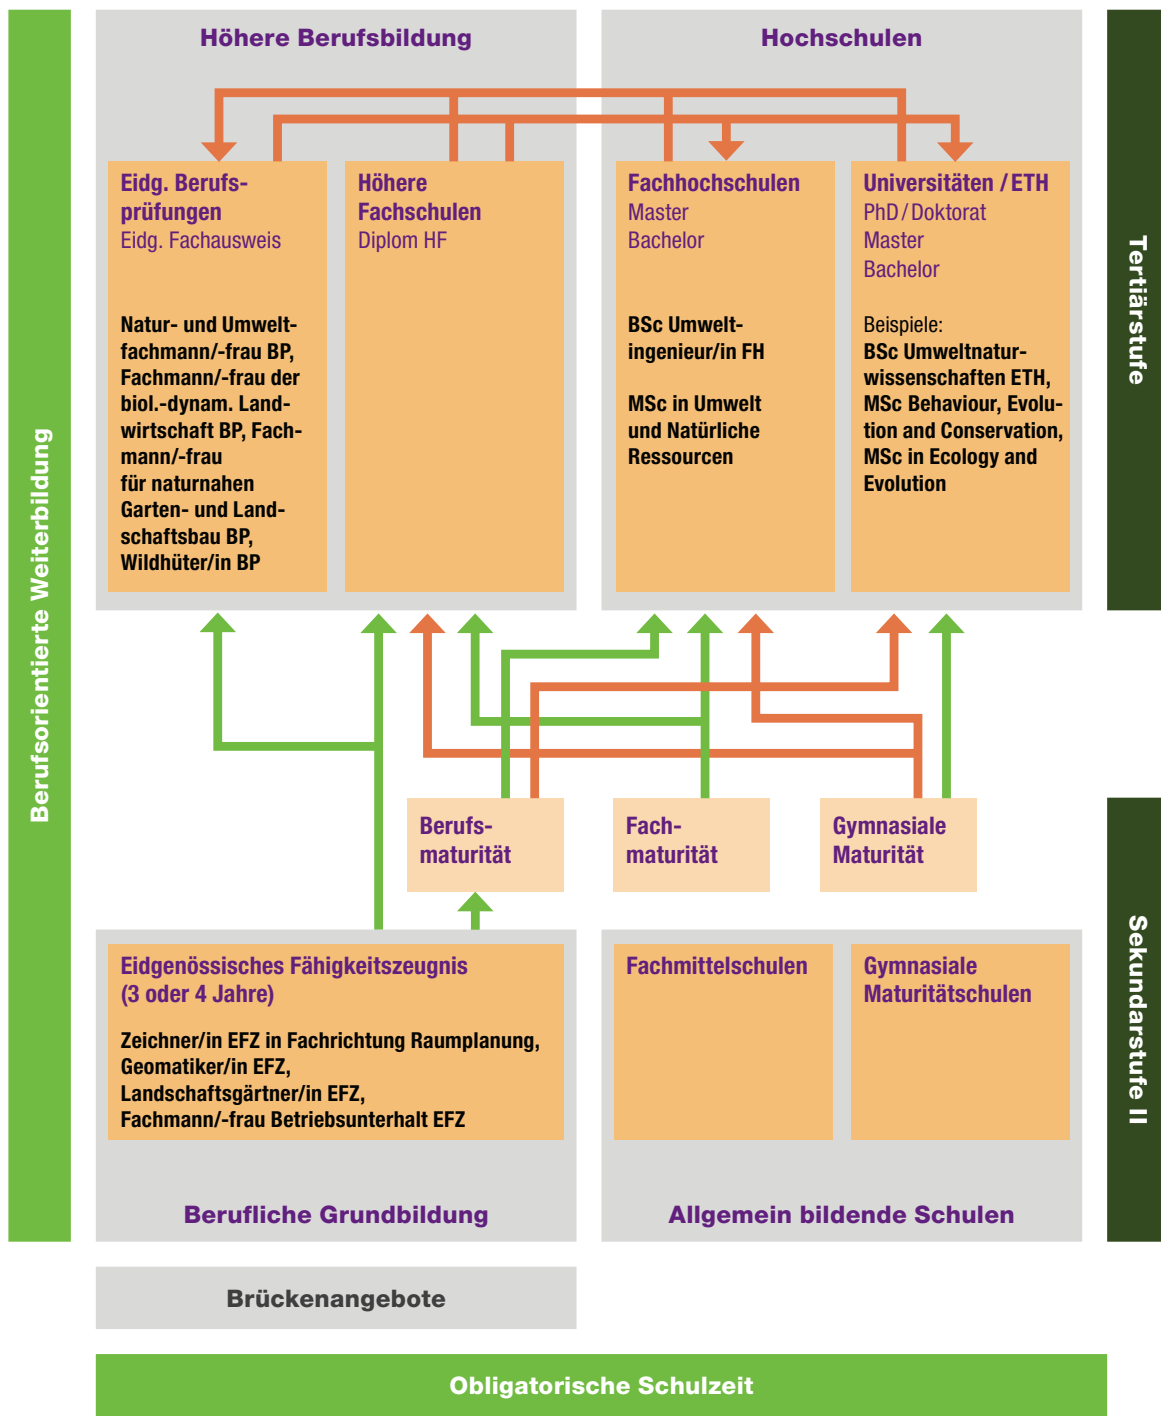 Berufsorientierte Weiterbildung
Höhere Berufsbildung
Eidg. Berufs-
prüfungen
Eidg. Fachausweis
Natur- und Umwelt-
fachmann/-frau BP,
Fachmann/-frau der
biol.-dynam. Land-
wirtschaft BP, Fach-
mann/-frau
für naturnahen
Garten- und Land-
schaftsbau BP,
Wildhüter/in BP
Höhere
Fachschulen
Diplom HF
Hochschulen
Fachhochschulen
Master
Bachelor
BSc Umwelt-
ingenieur/in FH
MSc in Umwelt
und Natürliche
Ressourcen
Universitäten / ETH
PhD / Doktorat
Master
Bachelor
Beispiele:
BSc Umweltnatur-
wissenschaften ETH,
MSc Behaviour, Evolu-
tion and Conservation,
MSc in Ecology and
Evolution
Tertiärstufe
Berufs-
maturität
Fach-
maturität
Gymnasiale
Maturität
Eidgenössisches Fähigkeitszeugnis
(3 oder 4 Jahre)
Zeichner/in EFZ in Fachrichtung Raumplanung,
Geomatiker/in EFZ,
Landschaftsgärtner/in EFZ,
Fachmann/-frau Betriebsunterhalt EFZ
Berufliche Grundbildung
Fachmittelschulen
Gymnasiale
Maturitätschulen
Allgemein bildende Schulen
Sekundarstufe II
Brückenangebote
Obligatorische Schulzeit